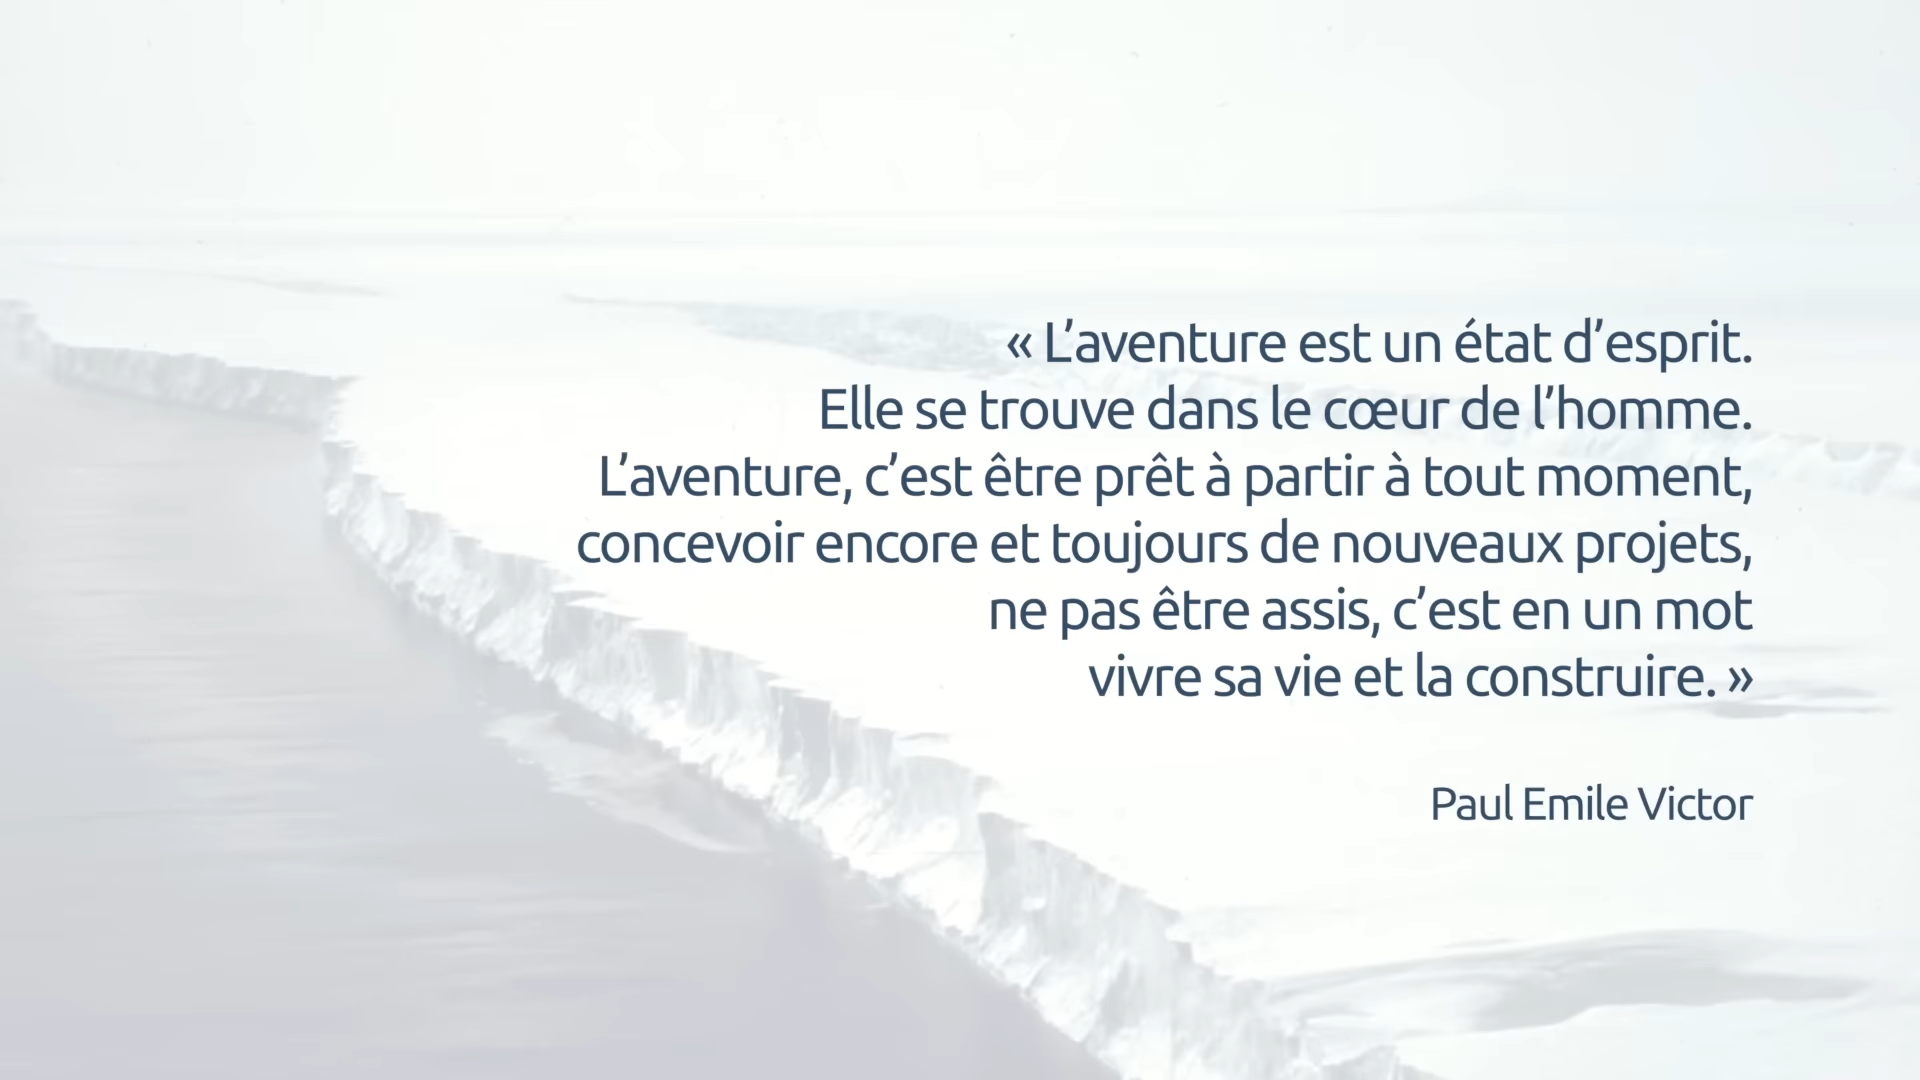 « L’aventure est un état d’esprit.
Elle se trouve dans le cœur de l’homme.
L’aventure, c’est être prêt à partir à tout moment,
concevoir encore et toujours de nouveaux projets,
ne pas être assis, c’est en un mot
vivre sa vie et la construire. »
Paul Emile Victor